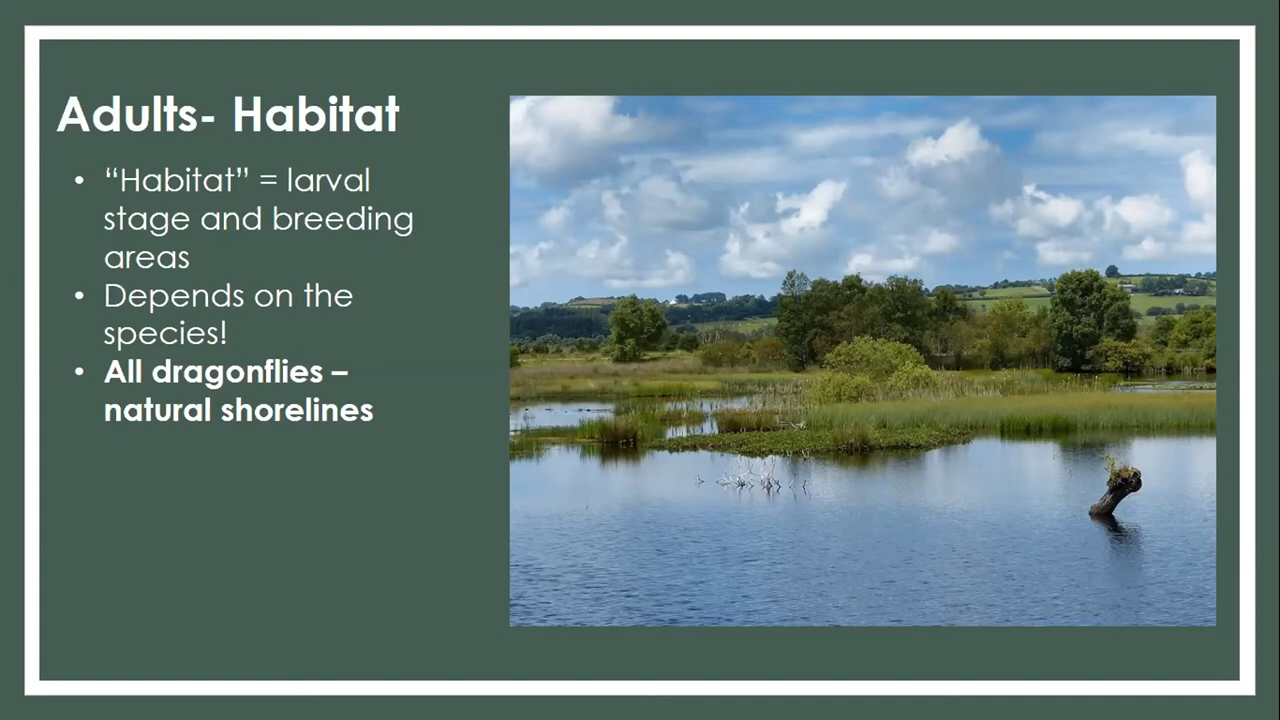 Adults- Habitat
• “Habitat” = larval
stage and breeding
areas
• Depends on the
species!
• All dragonflies –
natural shorelines